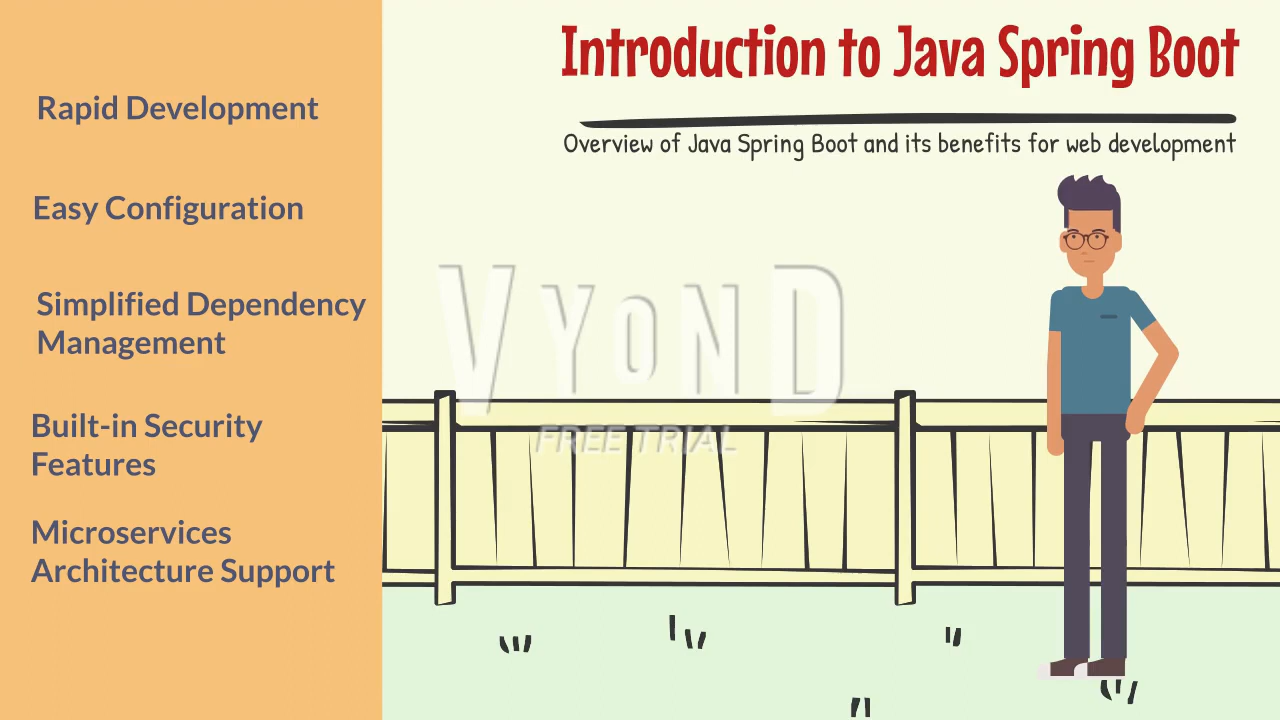 Introduction to Java Spring Boot
Overview of Java Spring Boot and its benefits for web development
Rapid Development
Easy Configuration
Simplified Dependency
Management
Built-in Security
Features
Microservices
Architecture Support
VYOND
FREE TRIAL